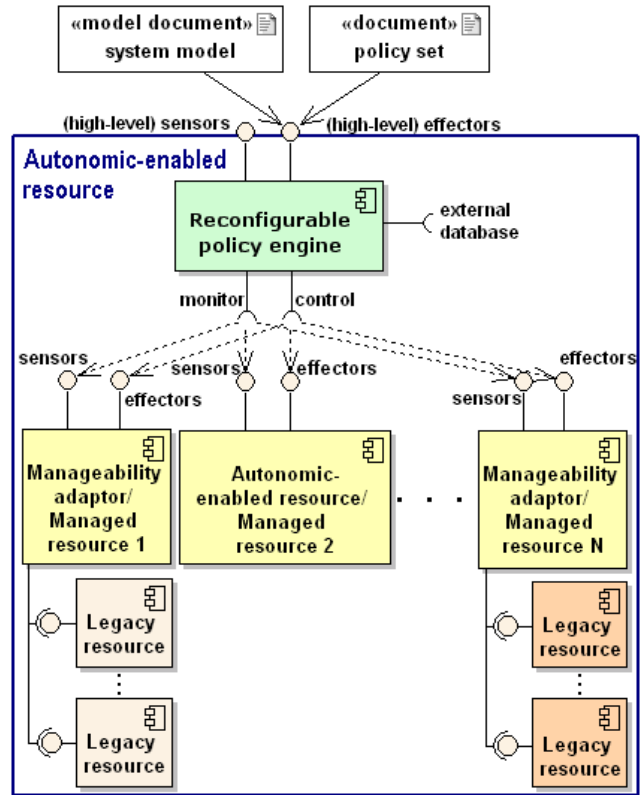 «model document»
system model
«document»
policy set
(high-level) sensors
(high-level) effectors
Autonomic-enabled
resource
Reconfigurable
policy engine
external
database
monitor
control
sensors
effectors
sensors
effectors
sensors
effectors
Manageability
adaptor/
Managed
resource 1
Autonomic-
enabled resource/
Managed
resource 2
. . . .
Manageability
adaptor/
Managed
resource N
Legacy
resource
Legacy
resource
Legacy
resource
Legacy
resource